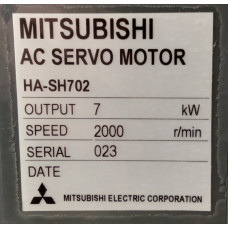 MITSUBISHI
AC SERVO MOTOR
HA-SH702
OUTPUT 7 kW
SPEED 2000 r/min
SERIAL 023
DATE
MITSUBISHI ELECTRIC CORPORATION